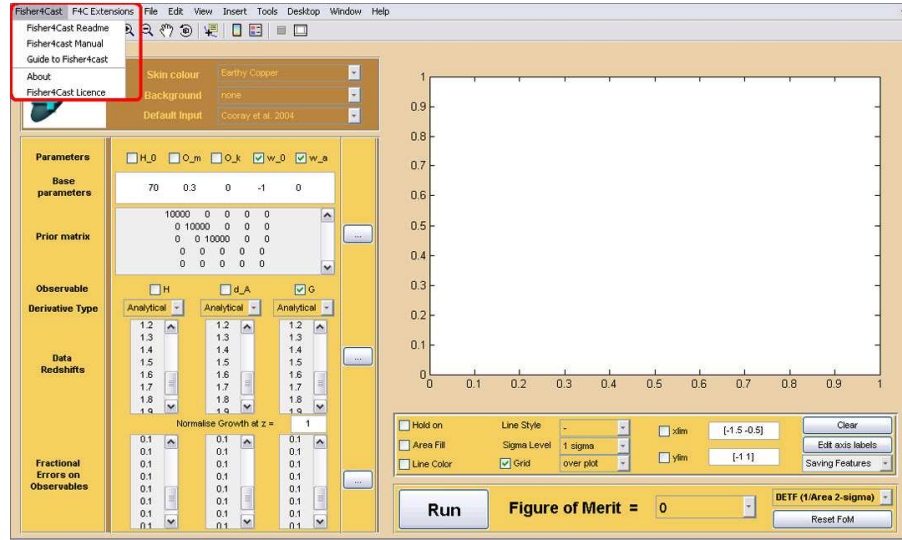 Fisher4Cast F4C Extensions File Edit View Insert Tools Desktop Window Help
Fisher4Cast Readme
Fisher4cast Manual
Guide to Fisher4cast
About
Fisher4Cast Licence
Skin colour Earthy Copper
Background none
Default Input Cooray et al. 2004
Parameters H_0 O_m O_k w_0 w_a
Base parameters 70 0.3 0 -1 0
Prior matrix
10000 0 0 0 0
0 10000 0 0 0
0 0 10000 0 0
0 0 0 0 0
0 0 0 0 0
...
Observable H d_A G
Derivative Type Analytical Analytical Analytical
Data Redshifts
1.2 1.2 1.2
1.3 1.3 1.3
1.4 1.4 1.4
1.5 1.5 1.5
1.6 1.6 1.6
1.7 1.7 1.7
1.8 1.8 1.8
1.9 1.9 1.9
...
Normalise Growth at z = 1
Fractional Errors on Observables
0.1 0.1 0.1
0.1 0.1 0.1
0.1 0.1 0.1
0.1 0.1 0.1
0.1 0.1 0.1
0.1 0.1 0.1
0.1 0.1 0.1
0.1 0.1 0.1
...
1
0.9
0.8
0.7
0.6
0.5
0.4
0.3
0.2
0.1
0
0 0.1 0.2 0.3 0.4 0.5 0.6 0.7 0.8 0.9 1
Hold on Line Style - xlim [-1.5 -0.5] Clear
Area Fill Sigma Level 1 sigma Edit axis labels
Line Color Grid over plot ylim [-1 1] Saving Features
Run Figure of Merit = 0 DETF (1/Area 2-sigma)
Reset FoM